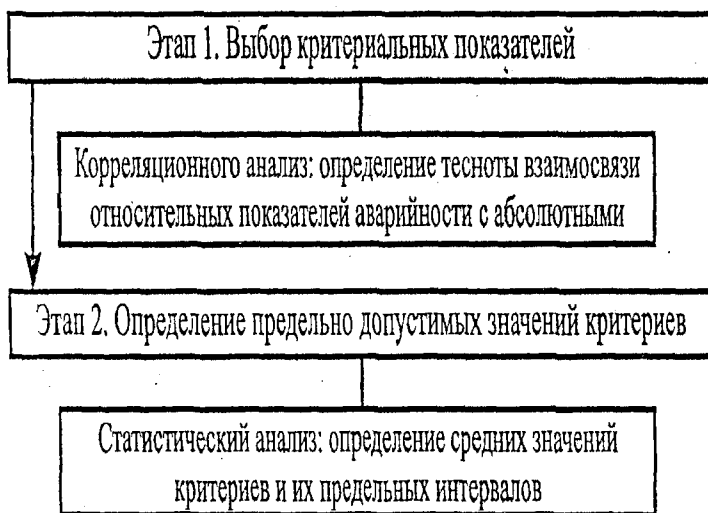 Этап 1. Выбор критериальных показателей
Корреляционного анализ: определение тесноты взаимосвязи
относительных показателей аварийности с абсолютными
Этап 2. Определение предельно допустимых значений критериев
Статистический анализ: определение средних значений
критериев и их предельных интервалов